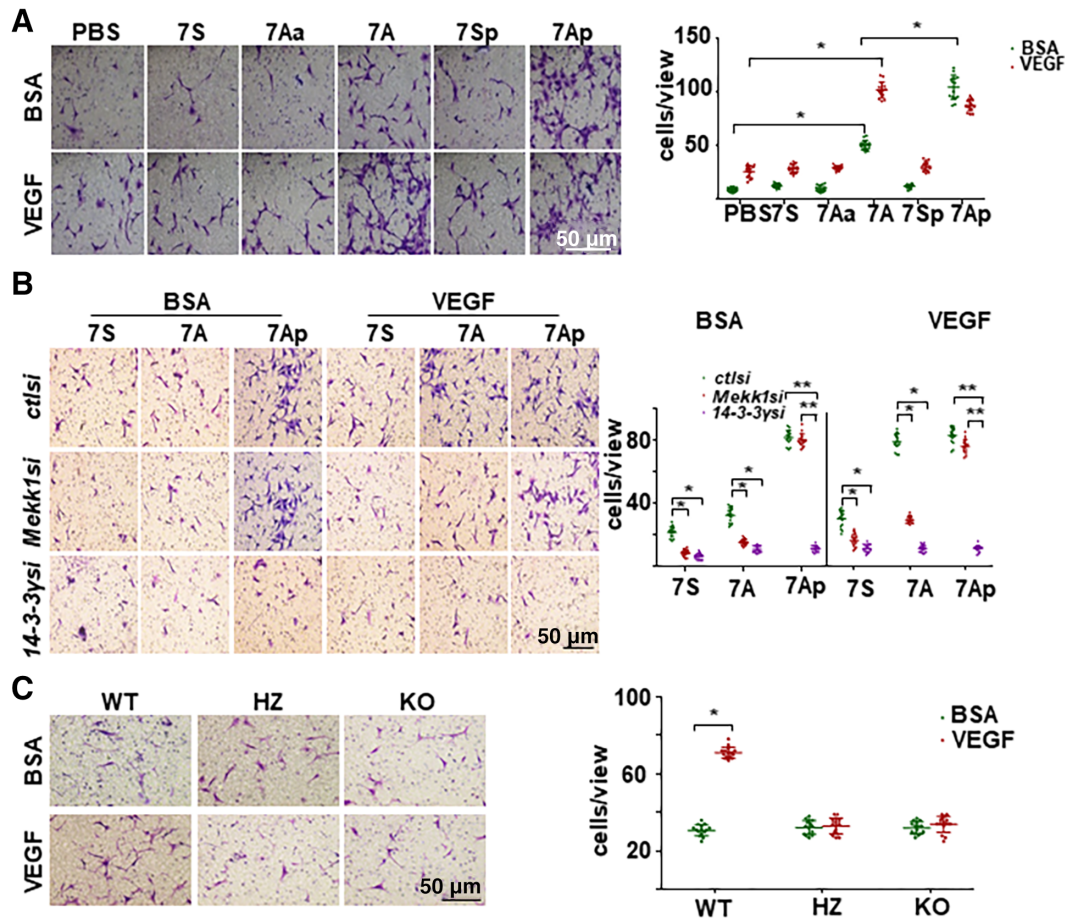 A
PBS 7S 7Aa 7A 7Sp 7Ap
BSA
VEGF
50 µm
cells/view
150
100
50
* *
*
BSA
VEGF
PBS 7S 7Aa 7A 7Sp 7Ap
B
BSA VEGF
7S 7A 7Ap 7S 7A 7Ap
ctlsi
Mekk1si
14-3-3γsi
50 µm
BSA VEGF
ctlsi
Mekk1si
14-3-3γsi
cells/view
80
40
** **
** * * **
* * * *
* *
7S 7A 7Ap 7S 7A 7Ap
C
WT HZ KO
BSA
VEGF
50 µm
cells/view
100
60
20
*
BSA
VEGF
WT HZ KO